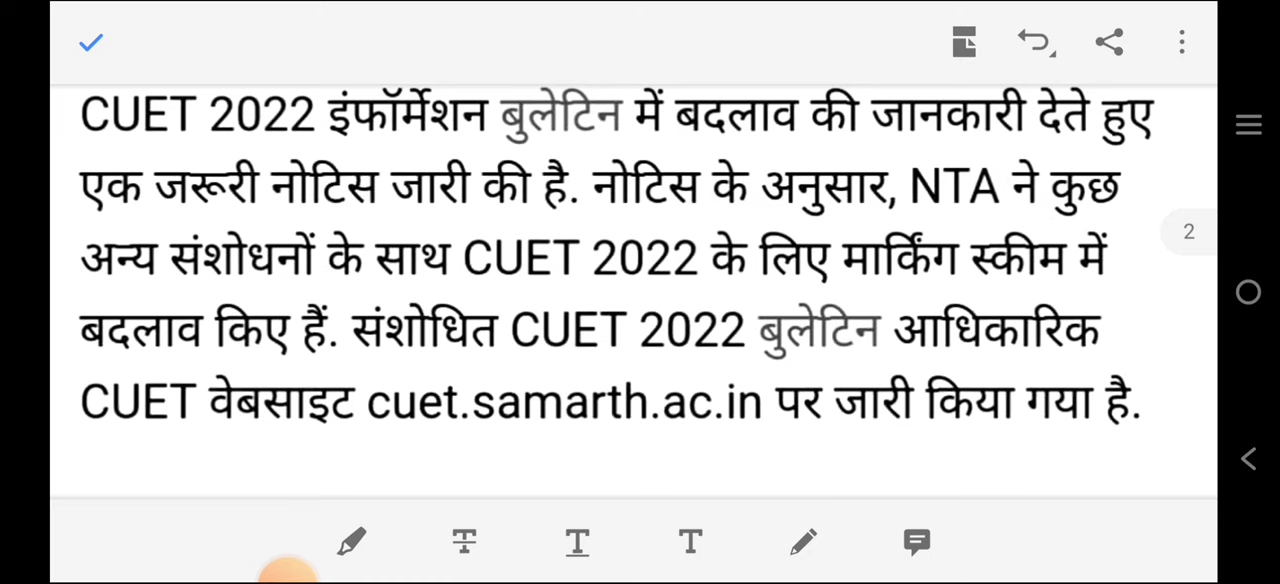 CUET 2022 इंफॉर्मेशन बुलेटिन में बदलाव की जानकारी देते हुए
एक जरूरी नोटिस जारी की है. नोटिस के अनुसार, NTA ने कुछ
2
अन्य संशोधनों के साथ CUET 2022 के लिए मार्किंग स्कीम में
बदलाव किए हैं. संशोधित CUET 2022 बुलेटिन आधिकारिक
CUET वेबसाइट cuet.samarth.ac.in पर जारी किया गया है.